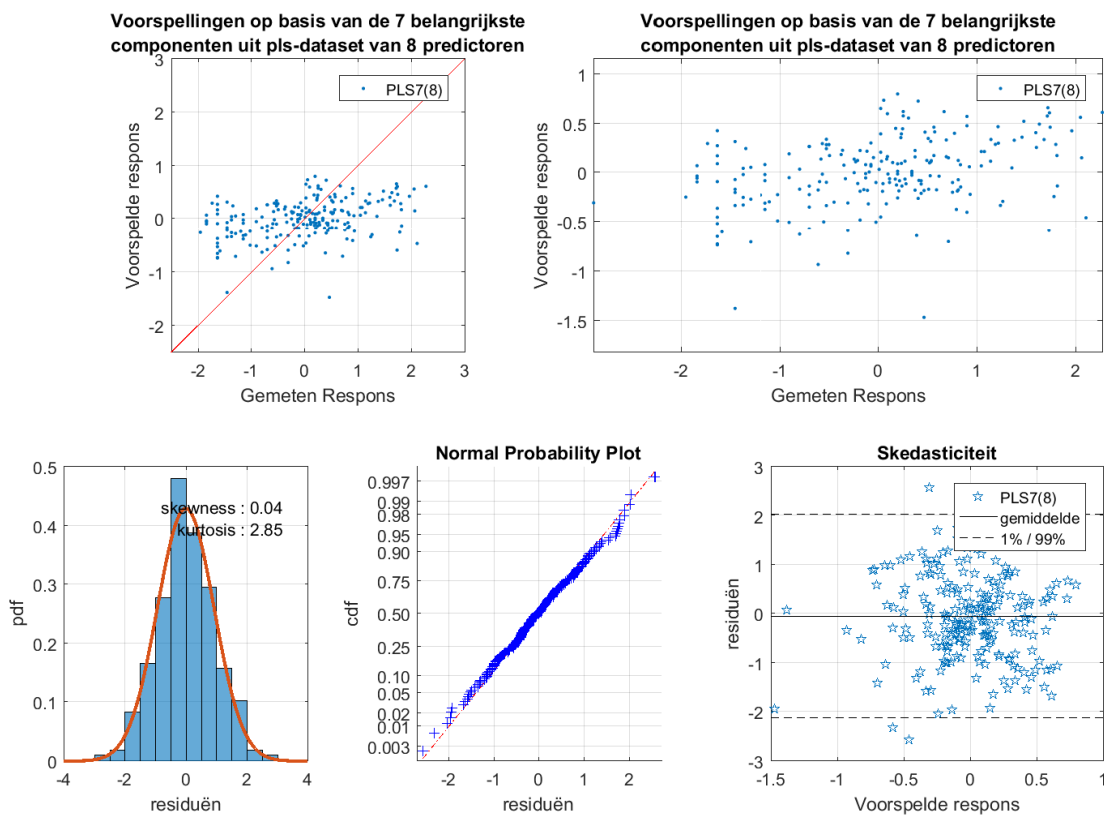 Voorspellingen op basis van de 7 belangrijkste
componenten uit pls-dataset van 8 predictoren
3
2
1
0
-1
-2
-2
-1
0
1
2
3
Voorspelde respons
Gemeten Respons
PLS7(8)
Voorspellingen op basis van de 7 belangrijkste
componenten uit pls-dataset van 8 predictoren
1
0.5
0
-0.5
-1
-1.5
-2
-1
0
1
2
Voorspelde respons
Gemeten Respons
PLS7(8)
0.5
0.4
0.3
0.2
0.1
0
-4
-2
0
2
4
pdf
residuën
skewness : 0.04
kurtosis : 2.85
Normal Probability Plot
0.997
0.99
0.98
0.95
0.90
0.75
0.50
0.25
0.10
0.05
0.02
0.01
0.003
-2
-1
0
1
2
cdf
residuën
Skedasticiteit
3
2
1
0
-1
-2
-3
-1.5
-1
-0.5
0
0.5
1
residuën
Voorspelde respons
PLS7(8)
gemiddelde
1% / 99%